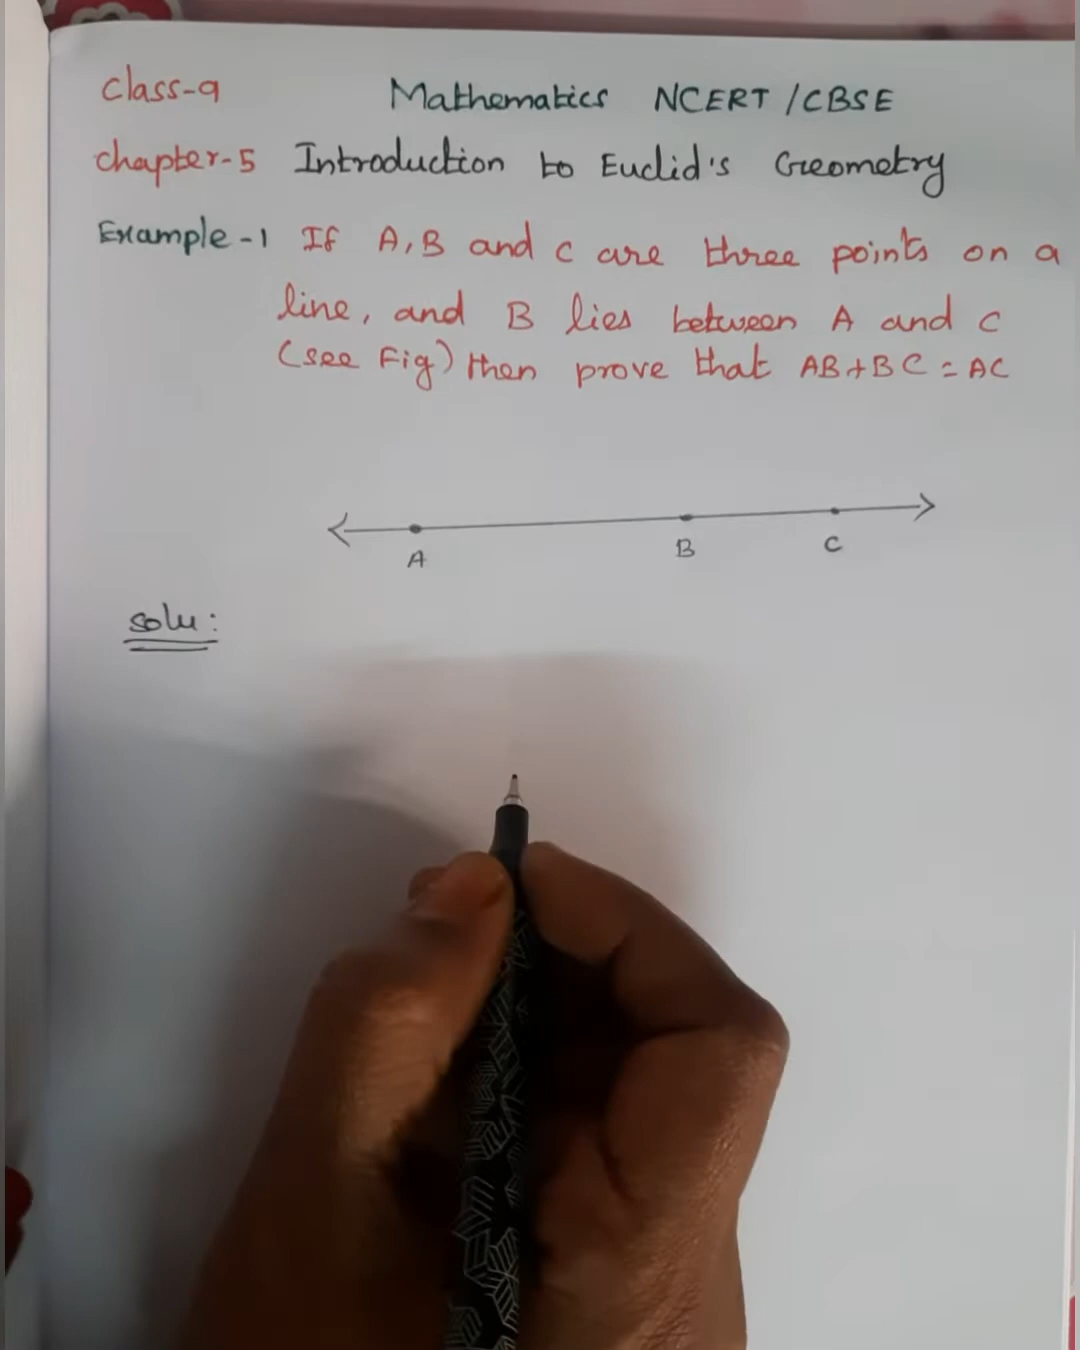 Class-9 Mathematics NCERT/CBSE
Chapter-5 Introduction to Euclid's Geometry
Example-1 If A, B and C are three points on a
line, and B lies between A and C
(see Fig) then prove that AB+BC=AC
A B C
Solu: